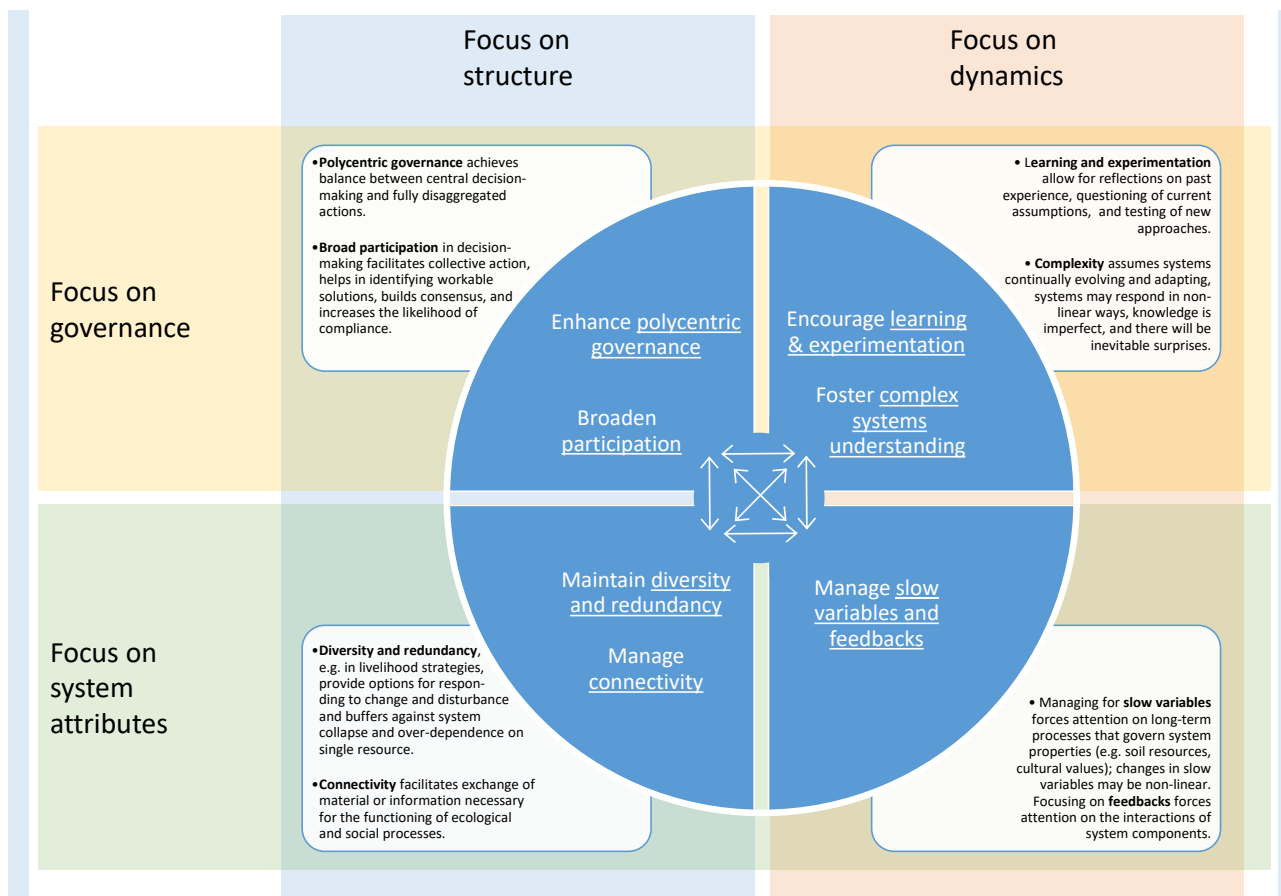 Focus on
structure
Focus on
dynamics
Focus on
governance
•Polycentric governance achieves
balance between central decision-
making and fully disaggregated
actions.
•Broad participation in decision-
making facilitates collective action,
helps in identifying workable
solutions, builds consensus, and
increases the likelihood of
compliance.
• Learning and experimentation
allow for reflections on past
experience, questioning of current
assumptions, and testing of new
approaches.
• Complexity assumes systems
continually evolving and adapting,
systems may respond in non-
linear ways, knowledge is
imperfect, and there will be
inevitable surprises.
Enhance polycentric
governance
Broaden
participation
Encourage learning
& experimentation
Foster complex
systems
understanding
Focus on
system
attributes
Maintain diversity
and redundancy
Manage
connectivity
Manage slow
variables and
feedbacks
•Diversity and redundancy,
e.g. in livelihood strategies,
provide options for respon-
ding to change and disturbance
and buffers against system
collapse and over-dependence on
single resource.
•Connectivity facilitates exchange of
material or information necessary
for the functioning of ecological
and social processes.
• Managing for slow variables
forces attention on long-term
processes that govern system
properties (e.g. soil resources,
cultural values); changes in slow
variables may be non-linear.
Focusing on feedbacks forces
attention on the interactions of
system components.